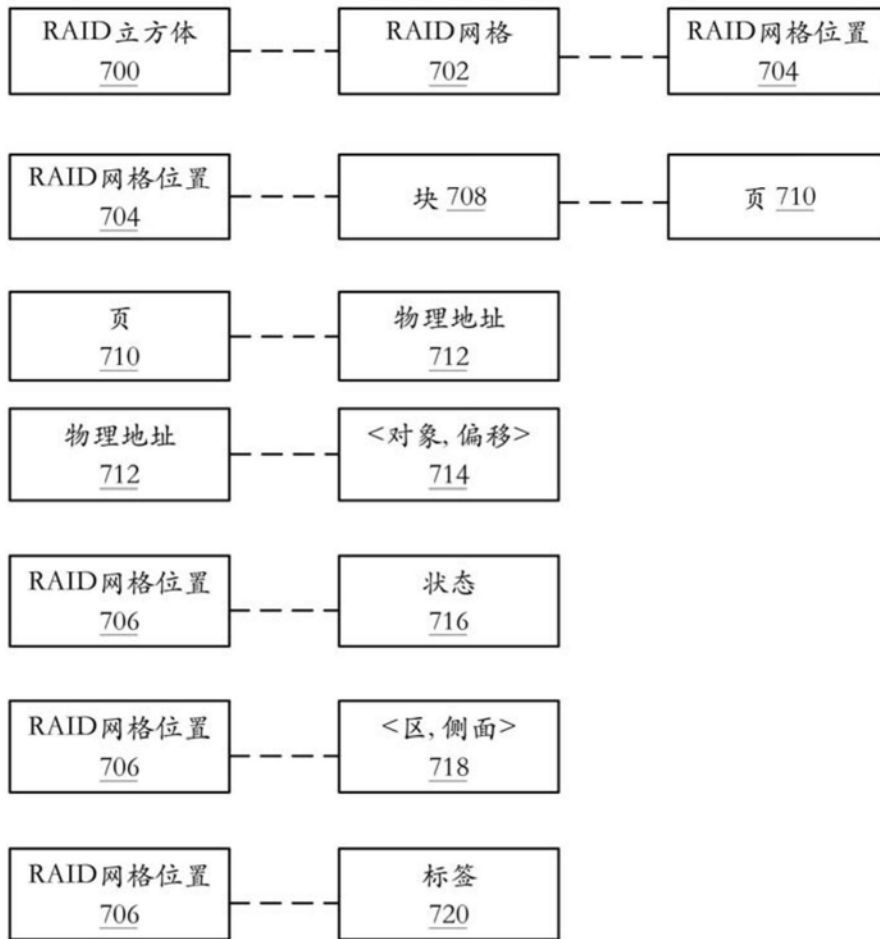 RAID立方体
700
RAID网格
702
RAID网格位置
704
RAID网格位置
704
块 708
页 710
页
710
物理地址
712
物理地址
712
<对象, 偏移>
714
RAID网格位置
706
状态
716
RAID网格位置
706
<区, 侧面>
718
RAID网格位置
706
标签
720